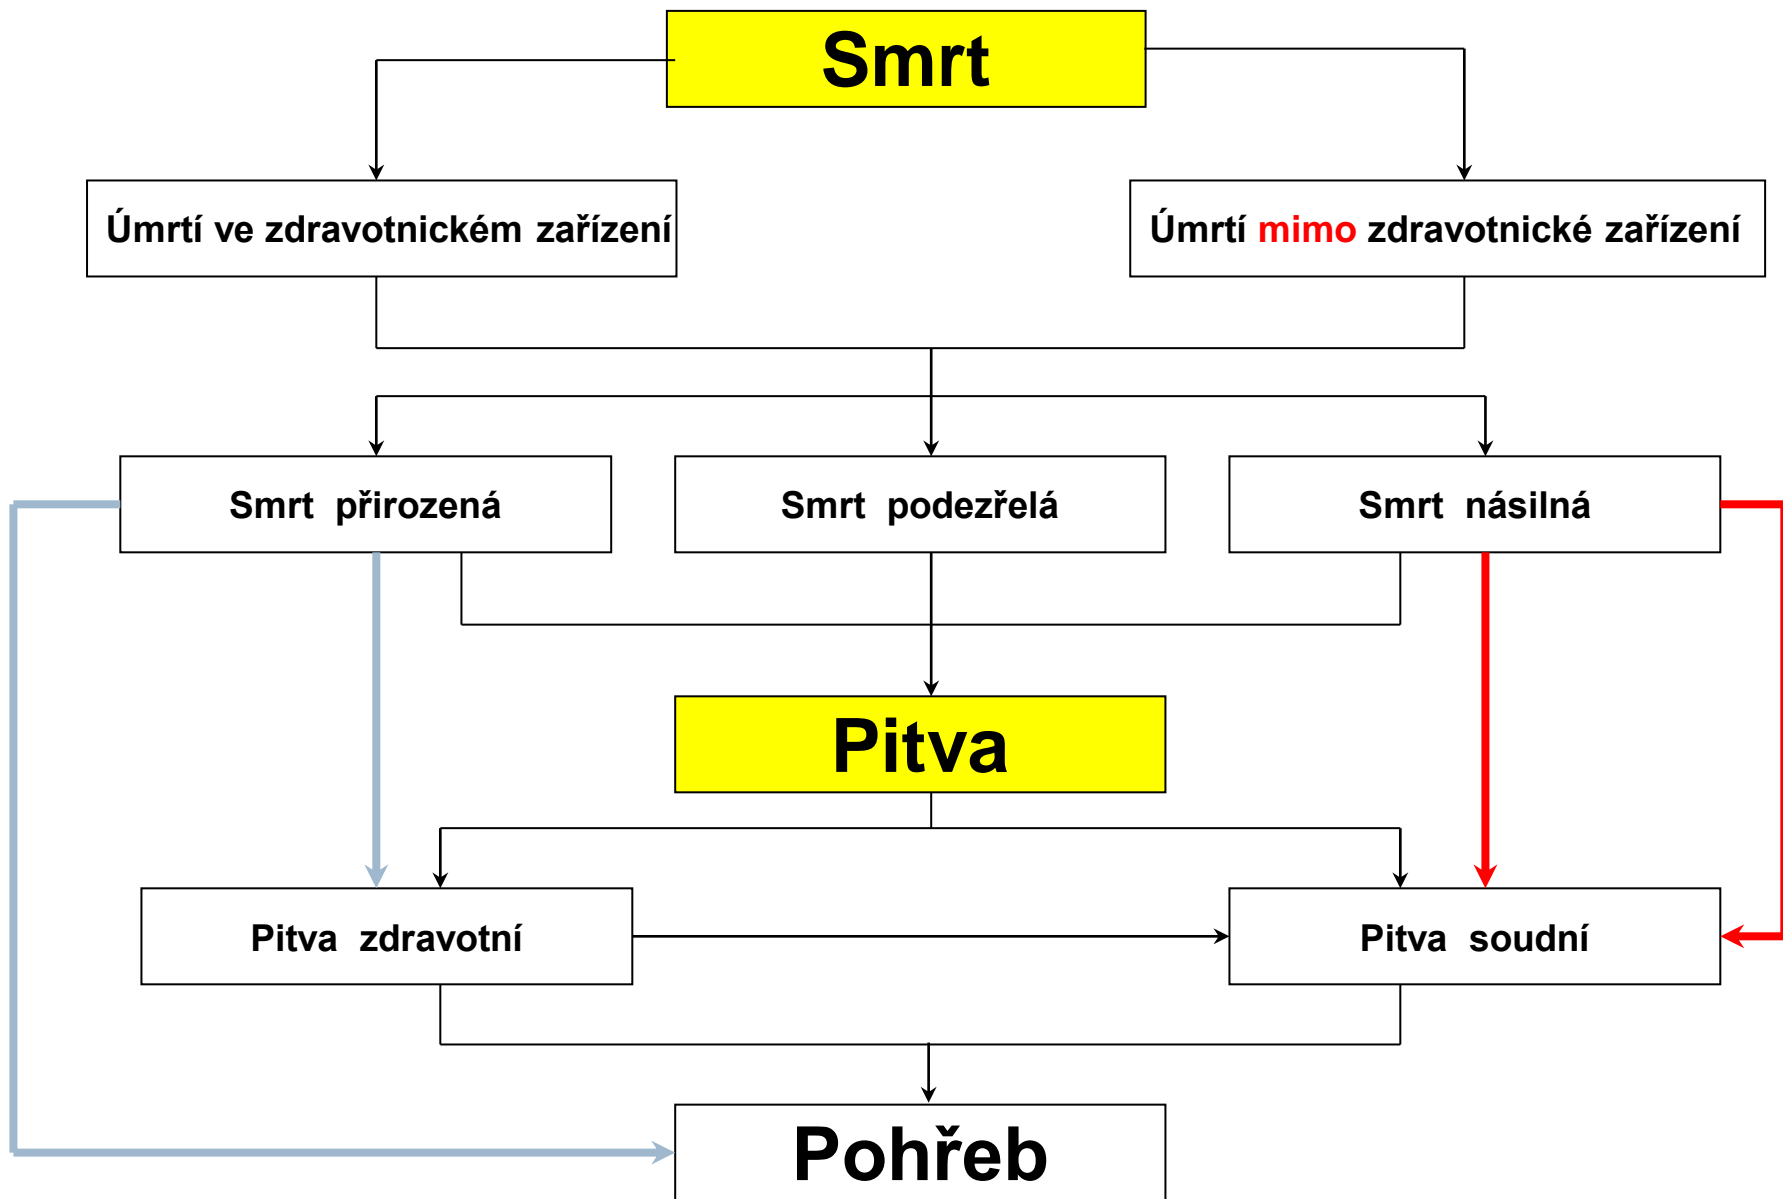 Smrt
Úmrtí ve zdravotnickém zařízení
Úmrtí mimo zdravotnické zařízení
Smrt přirozená
Smrt podezřelá
Smrt násilná
Pitva
Pitva zdravotní
Pitva soudní
Pohřeb